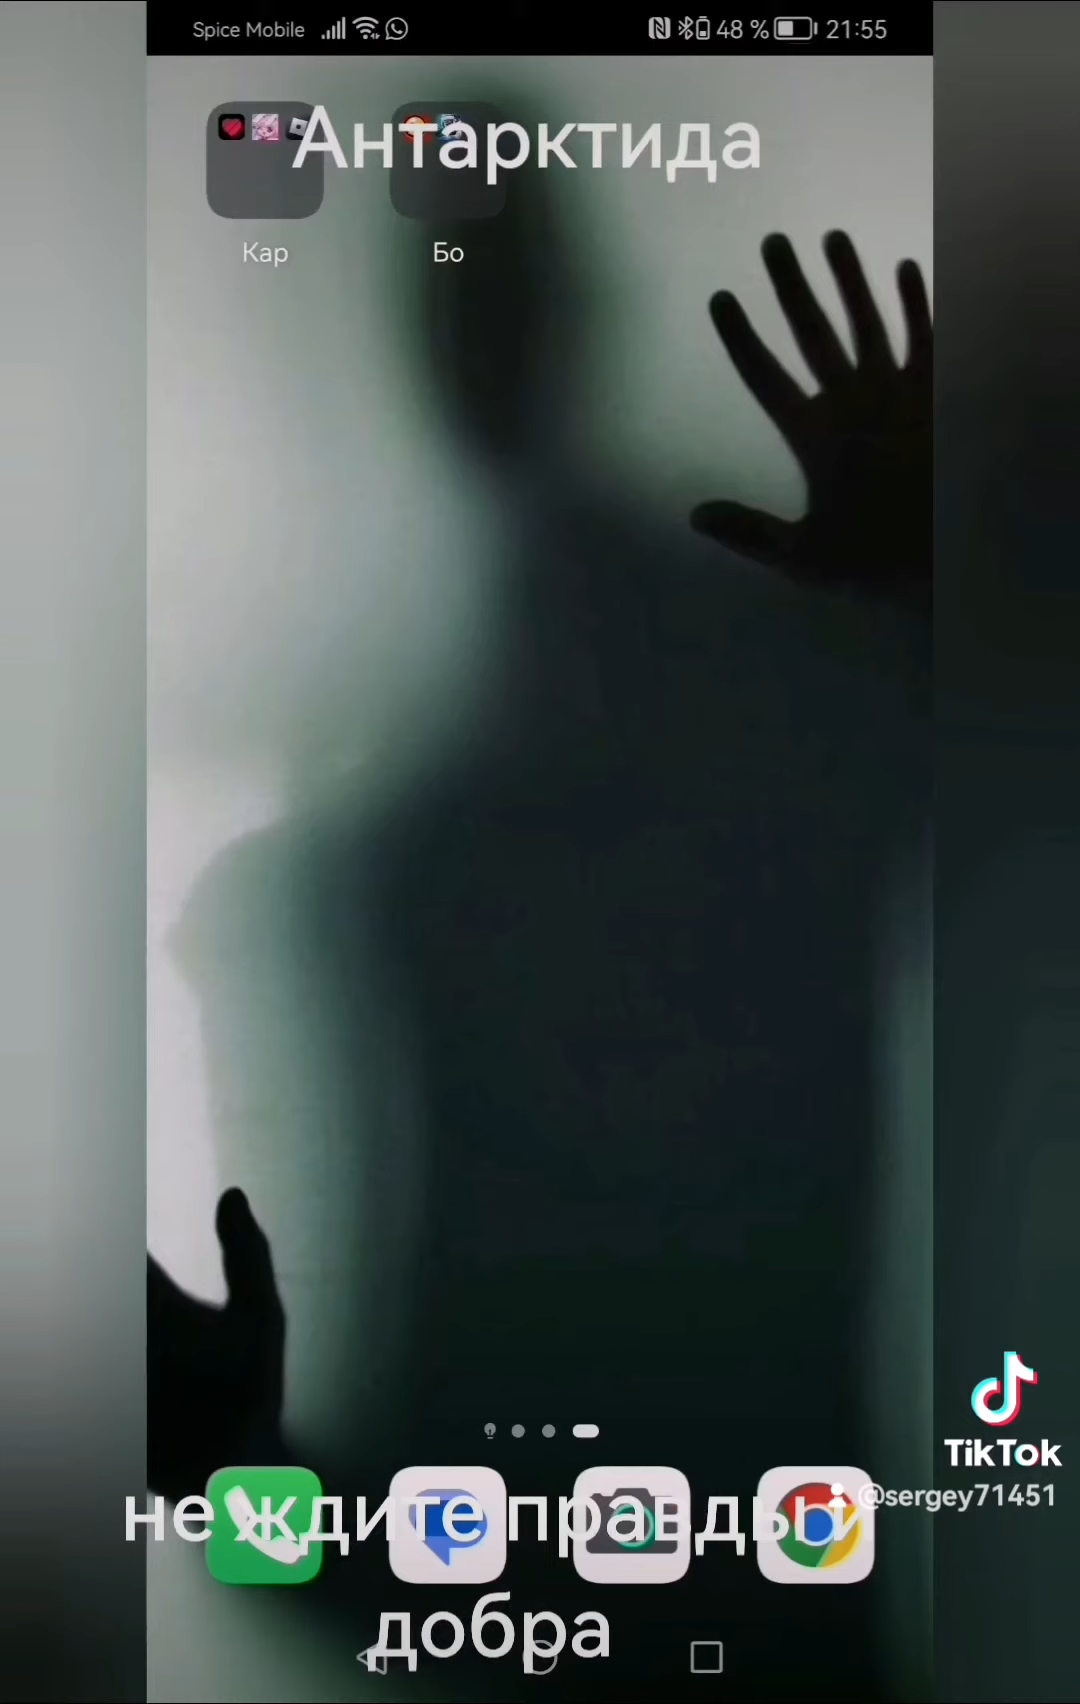 Spice Mobile 48 % 21:55
Антарктида
Кар Бо
TikTok
@sergey71451
не ждите правды и
добра